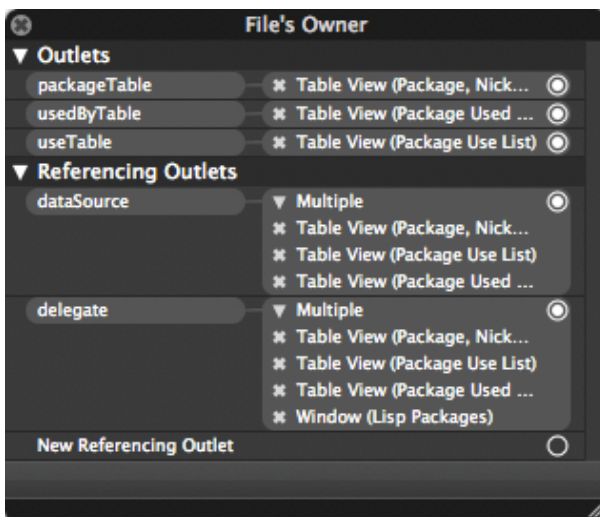 File's Owner
Outlets
packageTable Table View (Package, Nick...
usedByTable Table View (Package Used ...
useTable Table View (Package Use List)
Referencing Outlets
dataSource Multiple
Table View (Package, Nick...
Table View (Package Use List)
Table View (Package Used ...
delegate Multiple
Table View (Package, Nick...
Table View (Package Use List)
Table View (Package Used ...
Window (Lisp Packages)
New Referencing Outlet